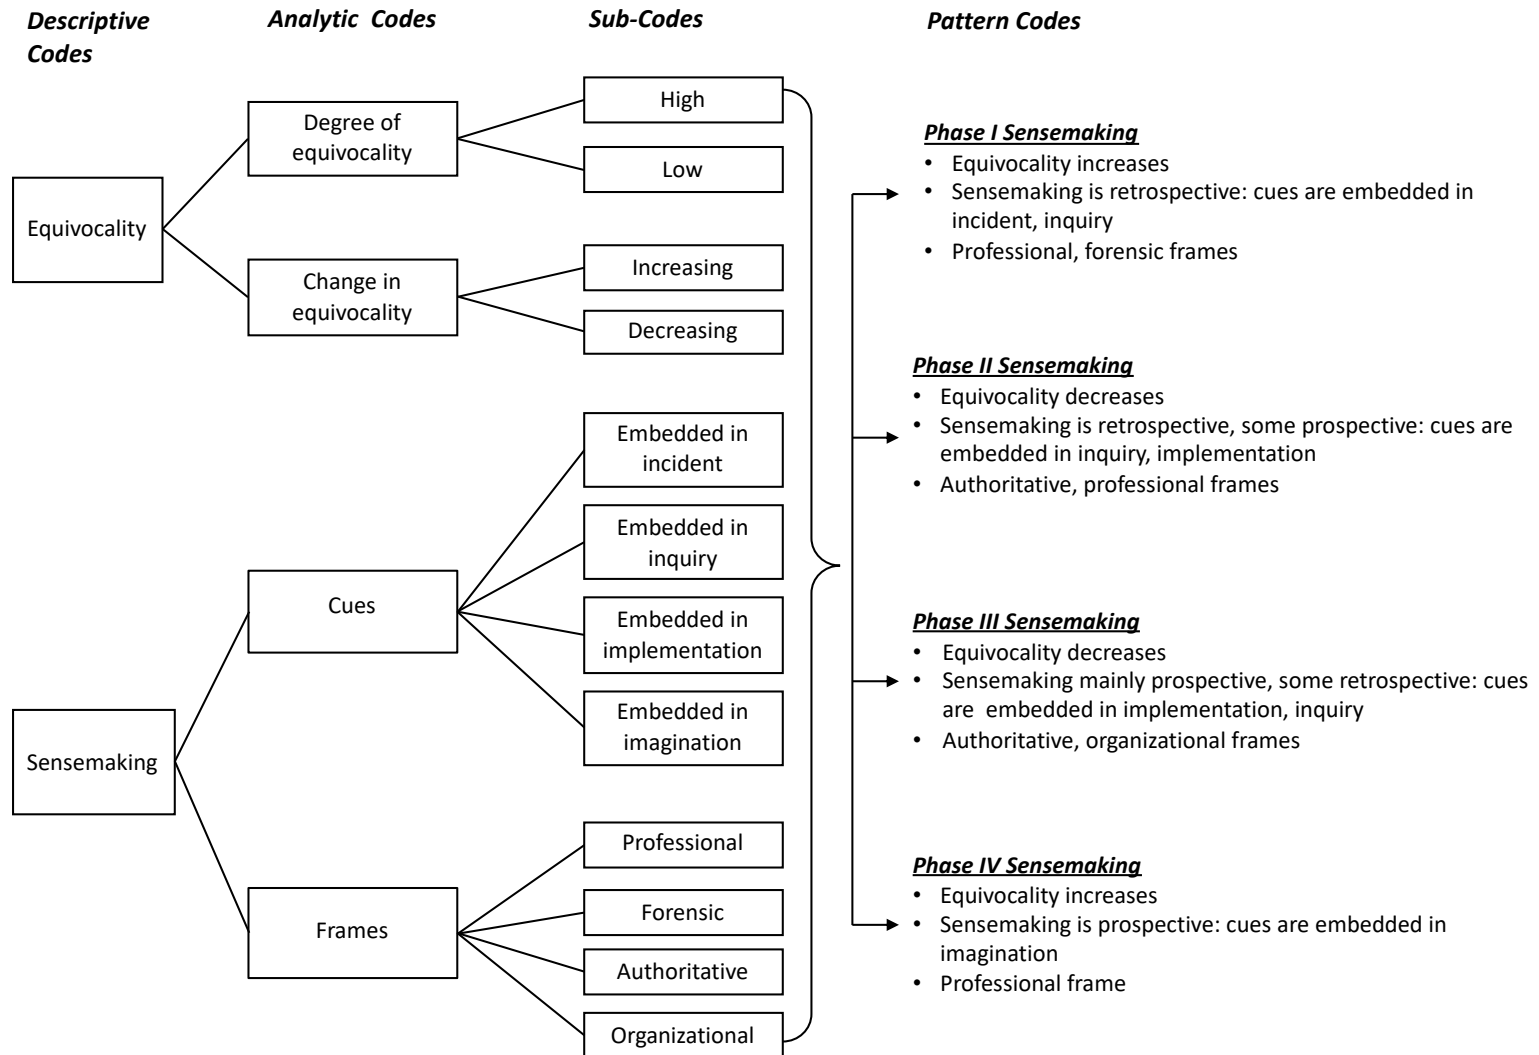 Descriptive
Codes
Analytic  Codes
Sub-Codes
Pattern Codes
Equivocality
Degree of
equivocality
High
Low
Change in
equivocality
Increasing
Decreasing
Sensemaking
Cues
Embedded in
incident
Embedded in
inquiry
Embedded in
implementation
Embedded in
imagination
Frames
Professional
Forensic
Authoritative
Organizational
Phase I Sensemaking
• Equivocality increases
• Sensemaking is retrospective: cues are embedded in
incident, inquiry
• Professional, forensic frames
Phase II Sensemaking
• Equivocality decreases
• Sensemaking is retrospective, some prospective: cues are
embedded in inquiry, implementation
• Authoritative, professional frames
Phase III Sensemaking
• Equivocality decreases
• Sensemaking mainly prospective, some retrospective: cues
are  embedded in implementation, inquiry
• Authoritative, organizational frames
Phase IV Sensemaking
• Equivocality increases
• Sensemaking is prospective: cues are embedded in
imagination
• Professional frame